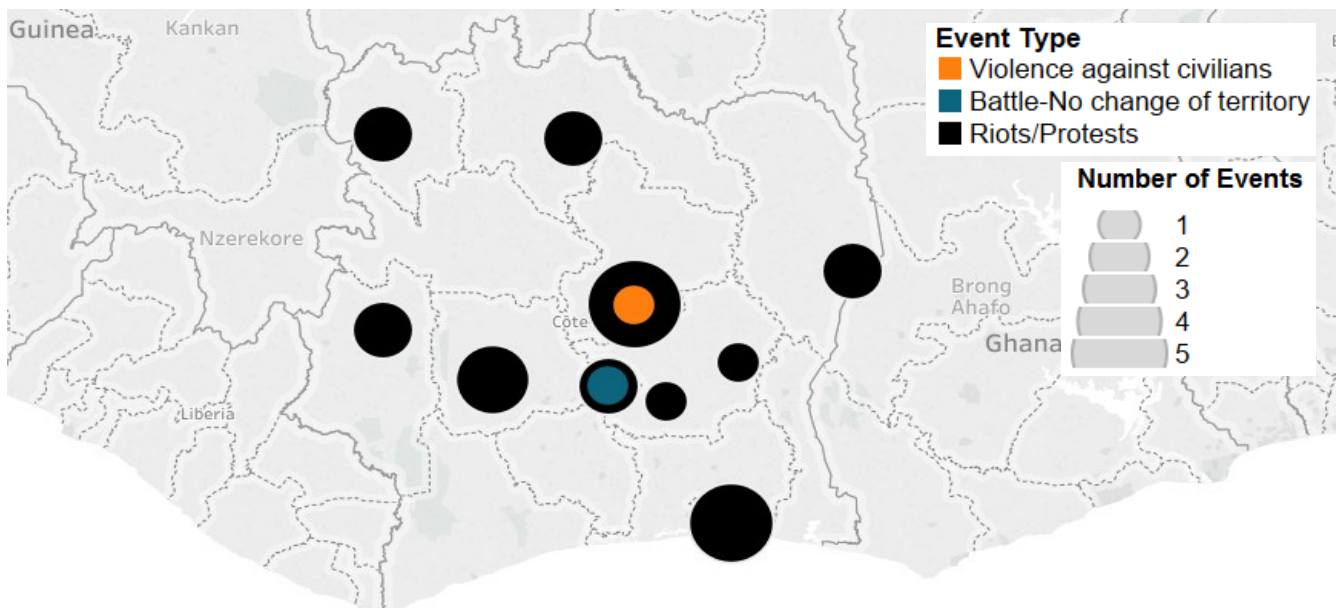 Guinea
Kankan
Event Type
Violence against civilians
Battle-No change of territory
Riots/Protests
Number of Events
1
2
3
4
5
Nzerekore
Brong
Ahafo
Côte
Ghana
Liberia